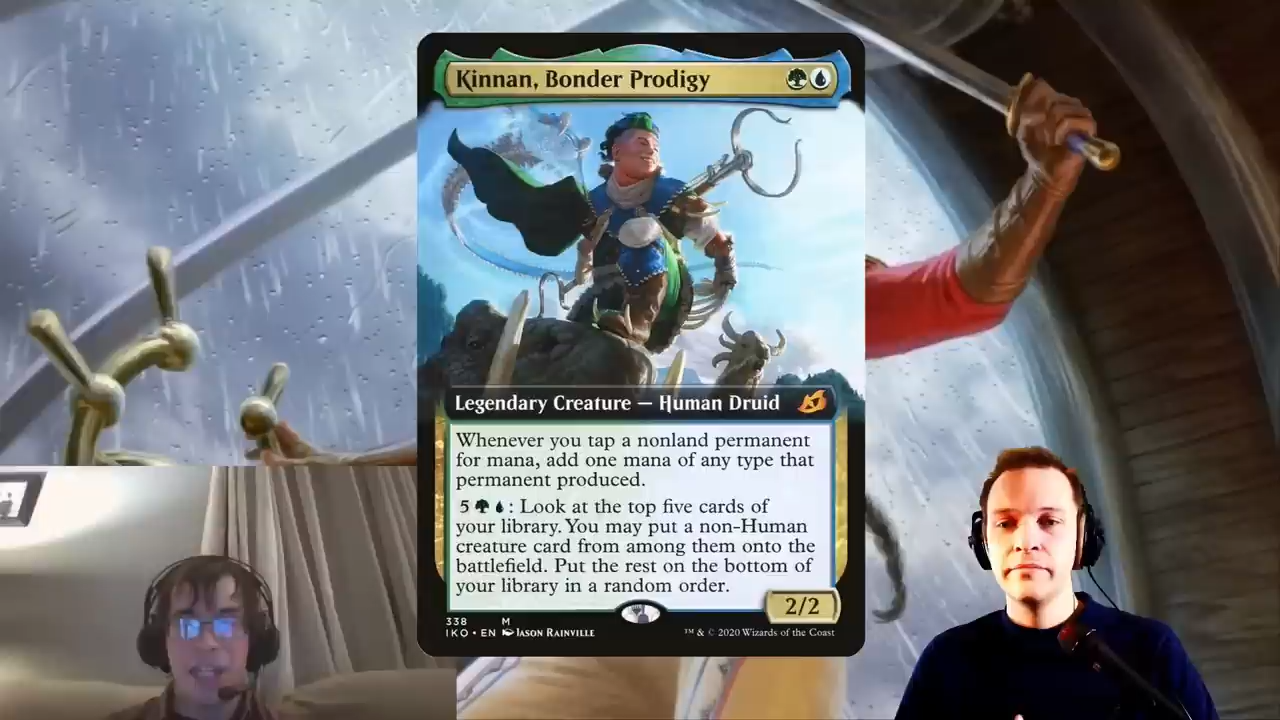 Kinnan, Bonder Prodigy
Legendary Creature — Human Druid
Whenever you tap a nonland permanent
for mana, add one mana of any type that
permanent produced.
5 : Look at the top five cards of
your library. You may put a non-Human
creature card from among them onto the
battlefield. Put the rest on the bottom of
your library in a random order.
2/2
338 M
IKO • EN Jason Rainville
™ & © 2020 Wizards of the Coast